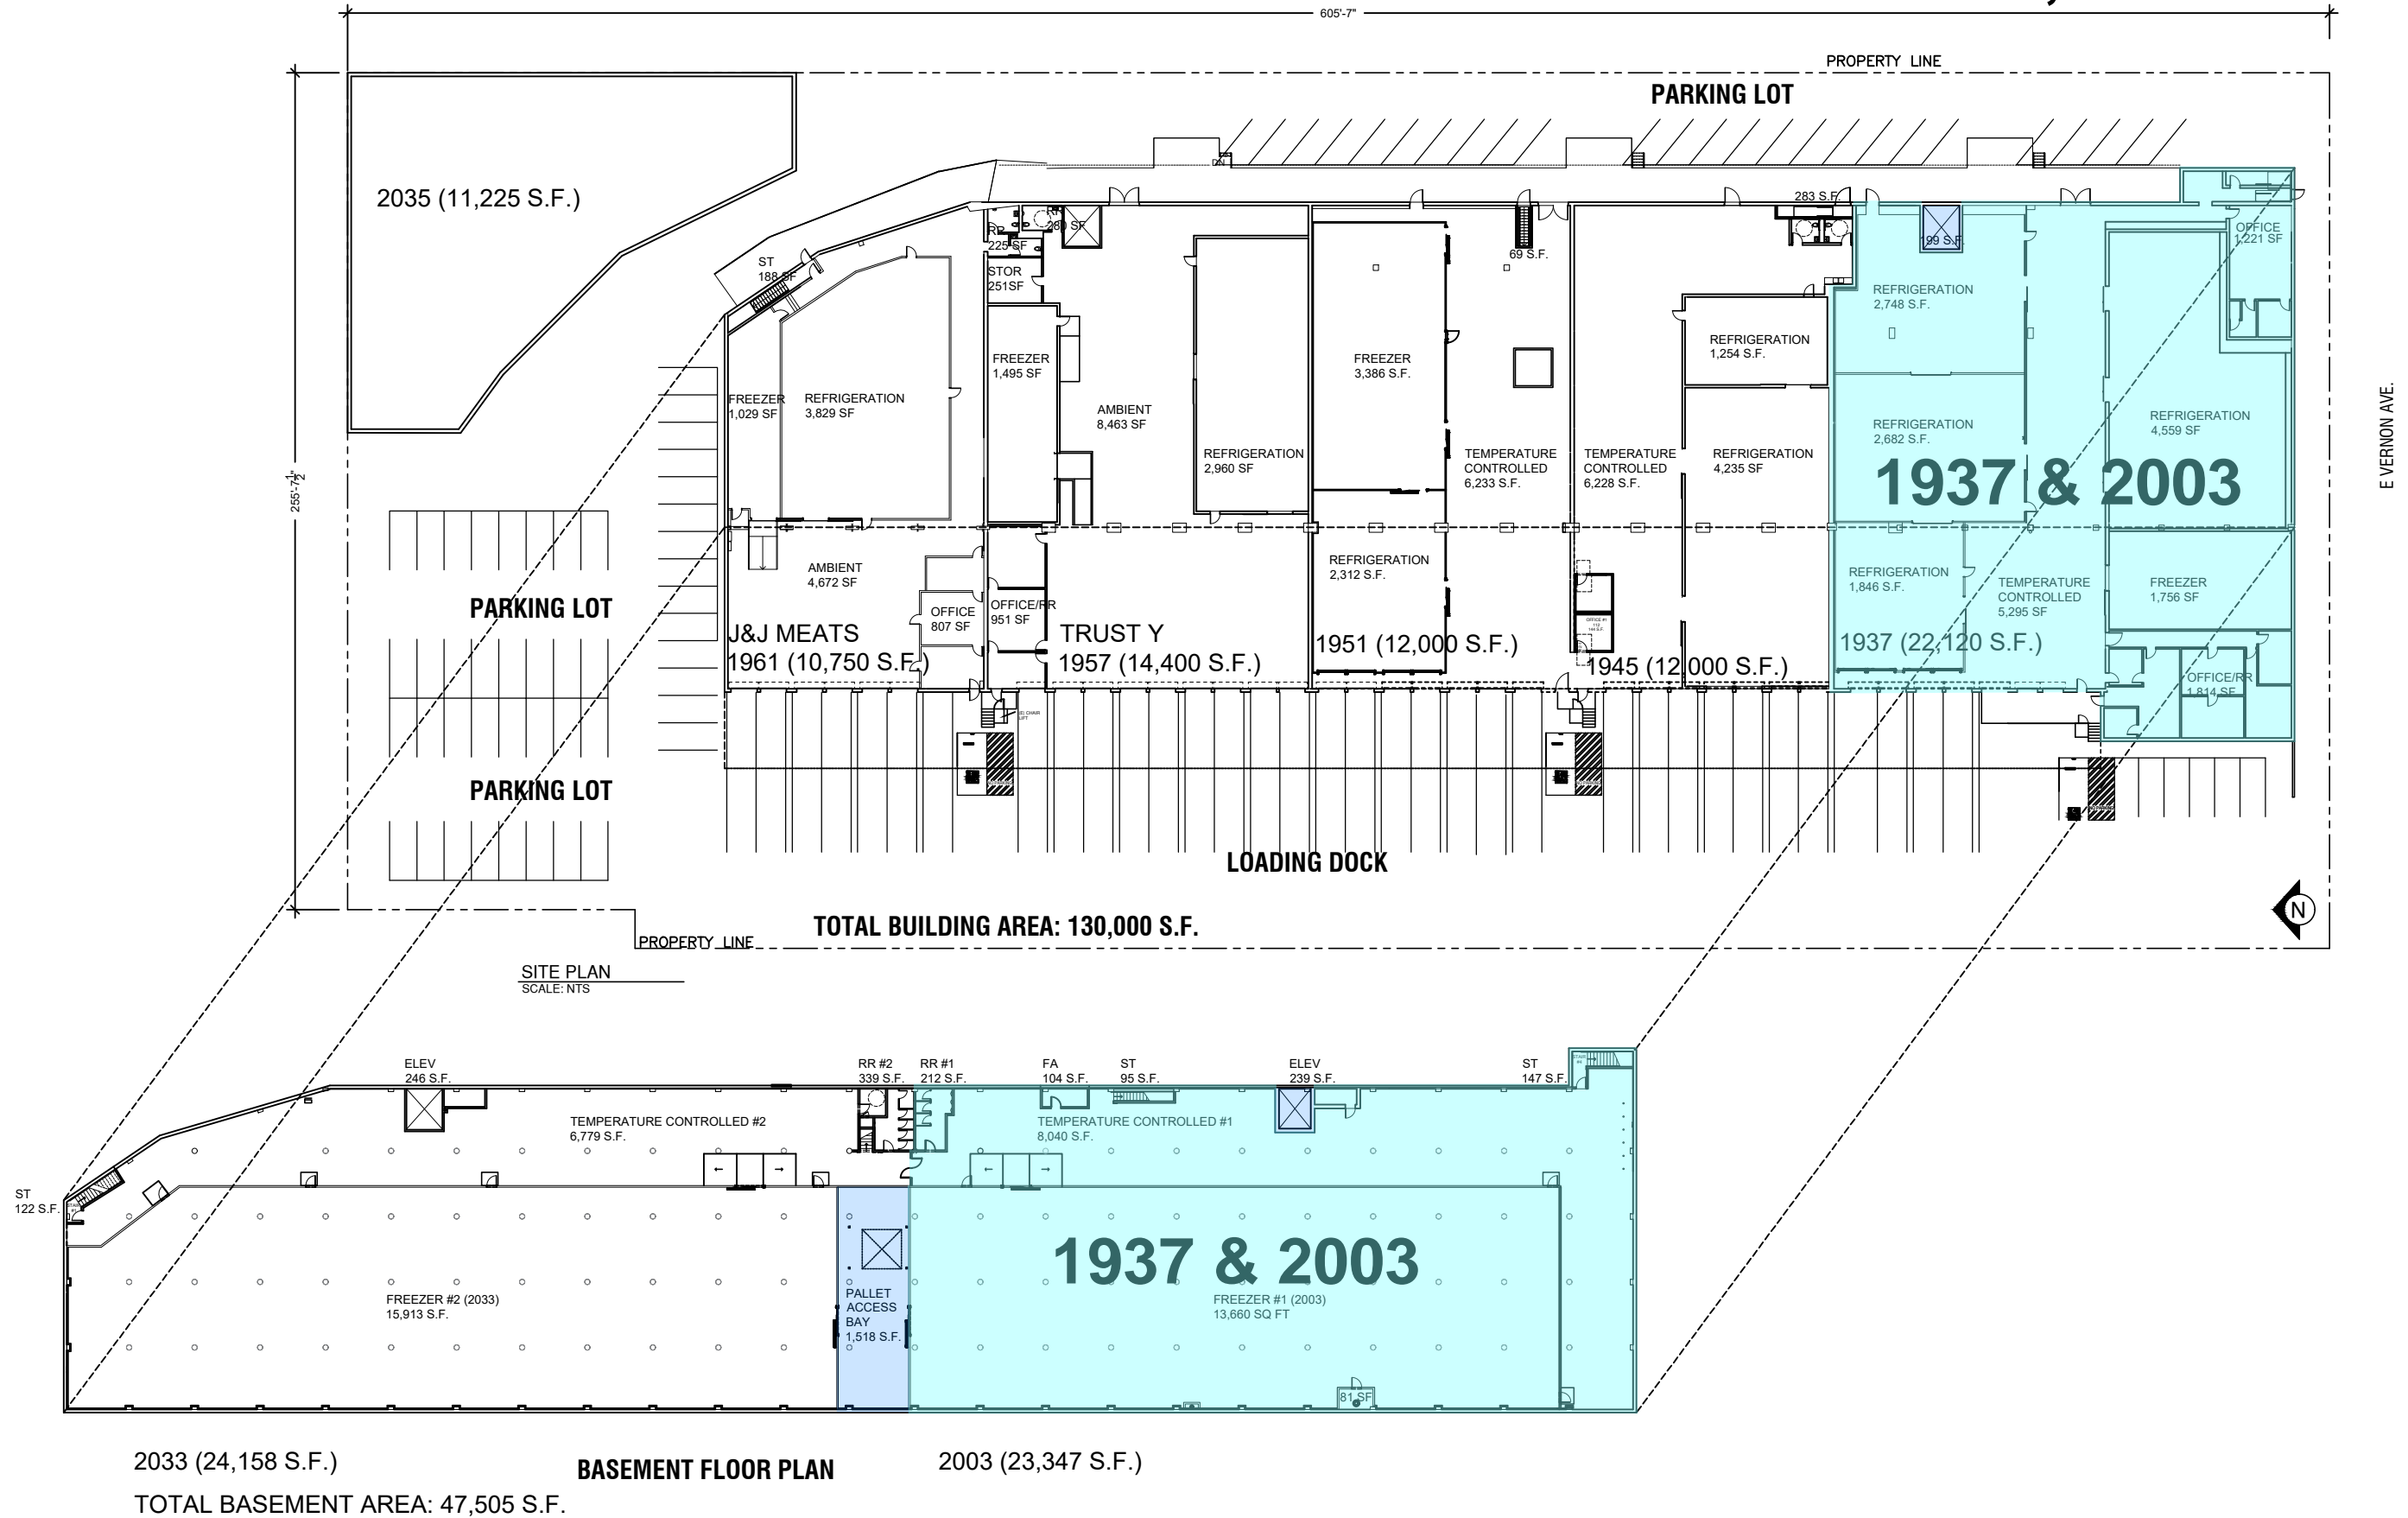 605'-7"
PROPERTY LINE
PARKING LOT
2035 (11,225 S.F.)
DN
283 S.F.
RR
225 SF
280 SF
69 S.F.
199 S.F.
OFFICE
1,221 SF
ST
188 SF
STOR
251SF
REFRIGERATION
2,748 S.F.
FREEZER
1,495 SF
FREEZER
3,386 S.F.
REFRIGERATION
1,254 S.F.
FREEZER
1,029 SF
REFRIGERATION
3,829 SF
AMBIENT
8,463 SF
REFRIGERATION
2,682 S.F.
REFRIGERATION
4,559 SF
E VERNON AVE.
REFRIGERATION
2,960 SF
TEMPERATURE
CONTROLLED
6,233 S.F.
TEMPERATURE
CONTROLLED
6,228 S.F.
REFRIGERATION
4,235 SF
1937 & 2003
255'-7 1/2"
AMBIENT
4,672 SF
REFRIGERATION
2,312 S.F.
REFRIGERATION
1,846 S.F.
TEMPERATURE
CONTROLLED
5,295 SF
FREEZER
1,756 SF
PARKING LOT
OFFICE
807 SF
OFFICE/RR
951 SF
OFFICE #1
J&J MEATS
1961 (10,750 S.F.)
TRUST Y
1957 (14,400 S.F.)
1951 (12,000 S.F.)
1945 (12,000 S.F.)
1937 (22,120 S.F.)
OFFICE/RR
1,814 SF
(E) CHAIR
LIFT
PARKING LOT
LOADING DOCK
N
TOTAL BUILDING AREA: 130,000 S.F.
PROPERTY LINE
SITE PLAN
SCALE: NTS
ELEV
246 S.F.
RR #2
339 S.F.
RR #1
212 S.F.
FA
104 S.F.
ST
95 S.F.
ELEV
239 S.F.
ST
147 S.F.
TEMPERATURE CONTROLLED #2
6,779 S.F.
TEMPERATURE CONTROLLED #1
8,040 S.F.
ST
122 S.F.
1937 & 2003
PALLET
ACCESS
BAY
1,518 S.F.
FREEZER #2 (2033)
15,913 S.F.
FREEZER #1 (2003)
13,660 SQ FT
81 SF
2033 (24,158 S.F.)
BASEMENT FLOOR PLAN
2003 (23,347 S.F.)
TOTAL BASEMENT AREA: 47,505 S.F.